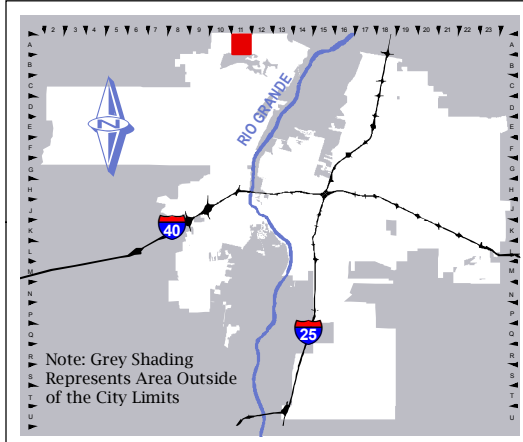 2 3 4 5 6 7 8 9 10 11 12 13 14 15 16 17 18 19 20 21 22 23
A A
B B
C C
D D
E E
F F
G G
H H
J J
K K
L L
M M
N N
P P
Q Q
R R
S S
T T
U U
RIO GRANDE
N
40
25
Note: Grey Shading
Represents Area Outside
of the City Limits